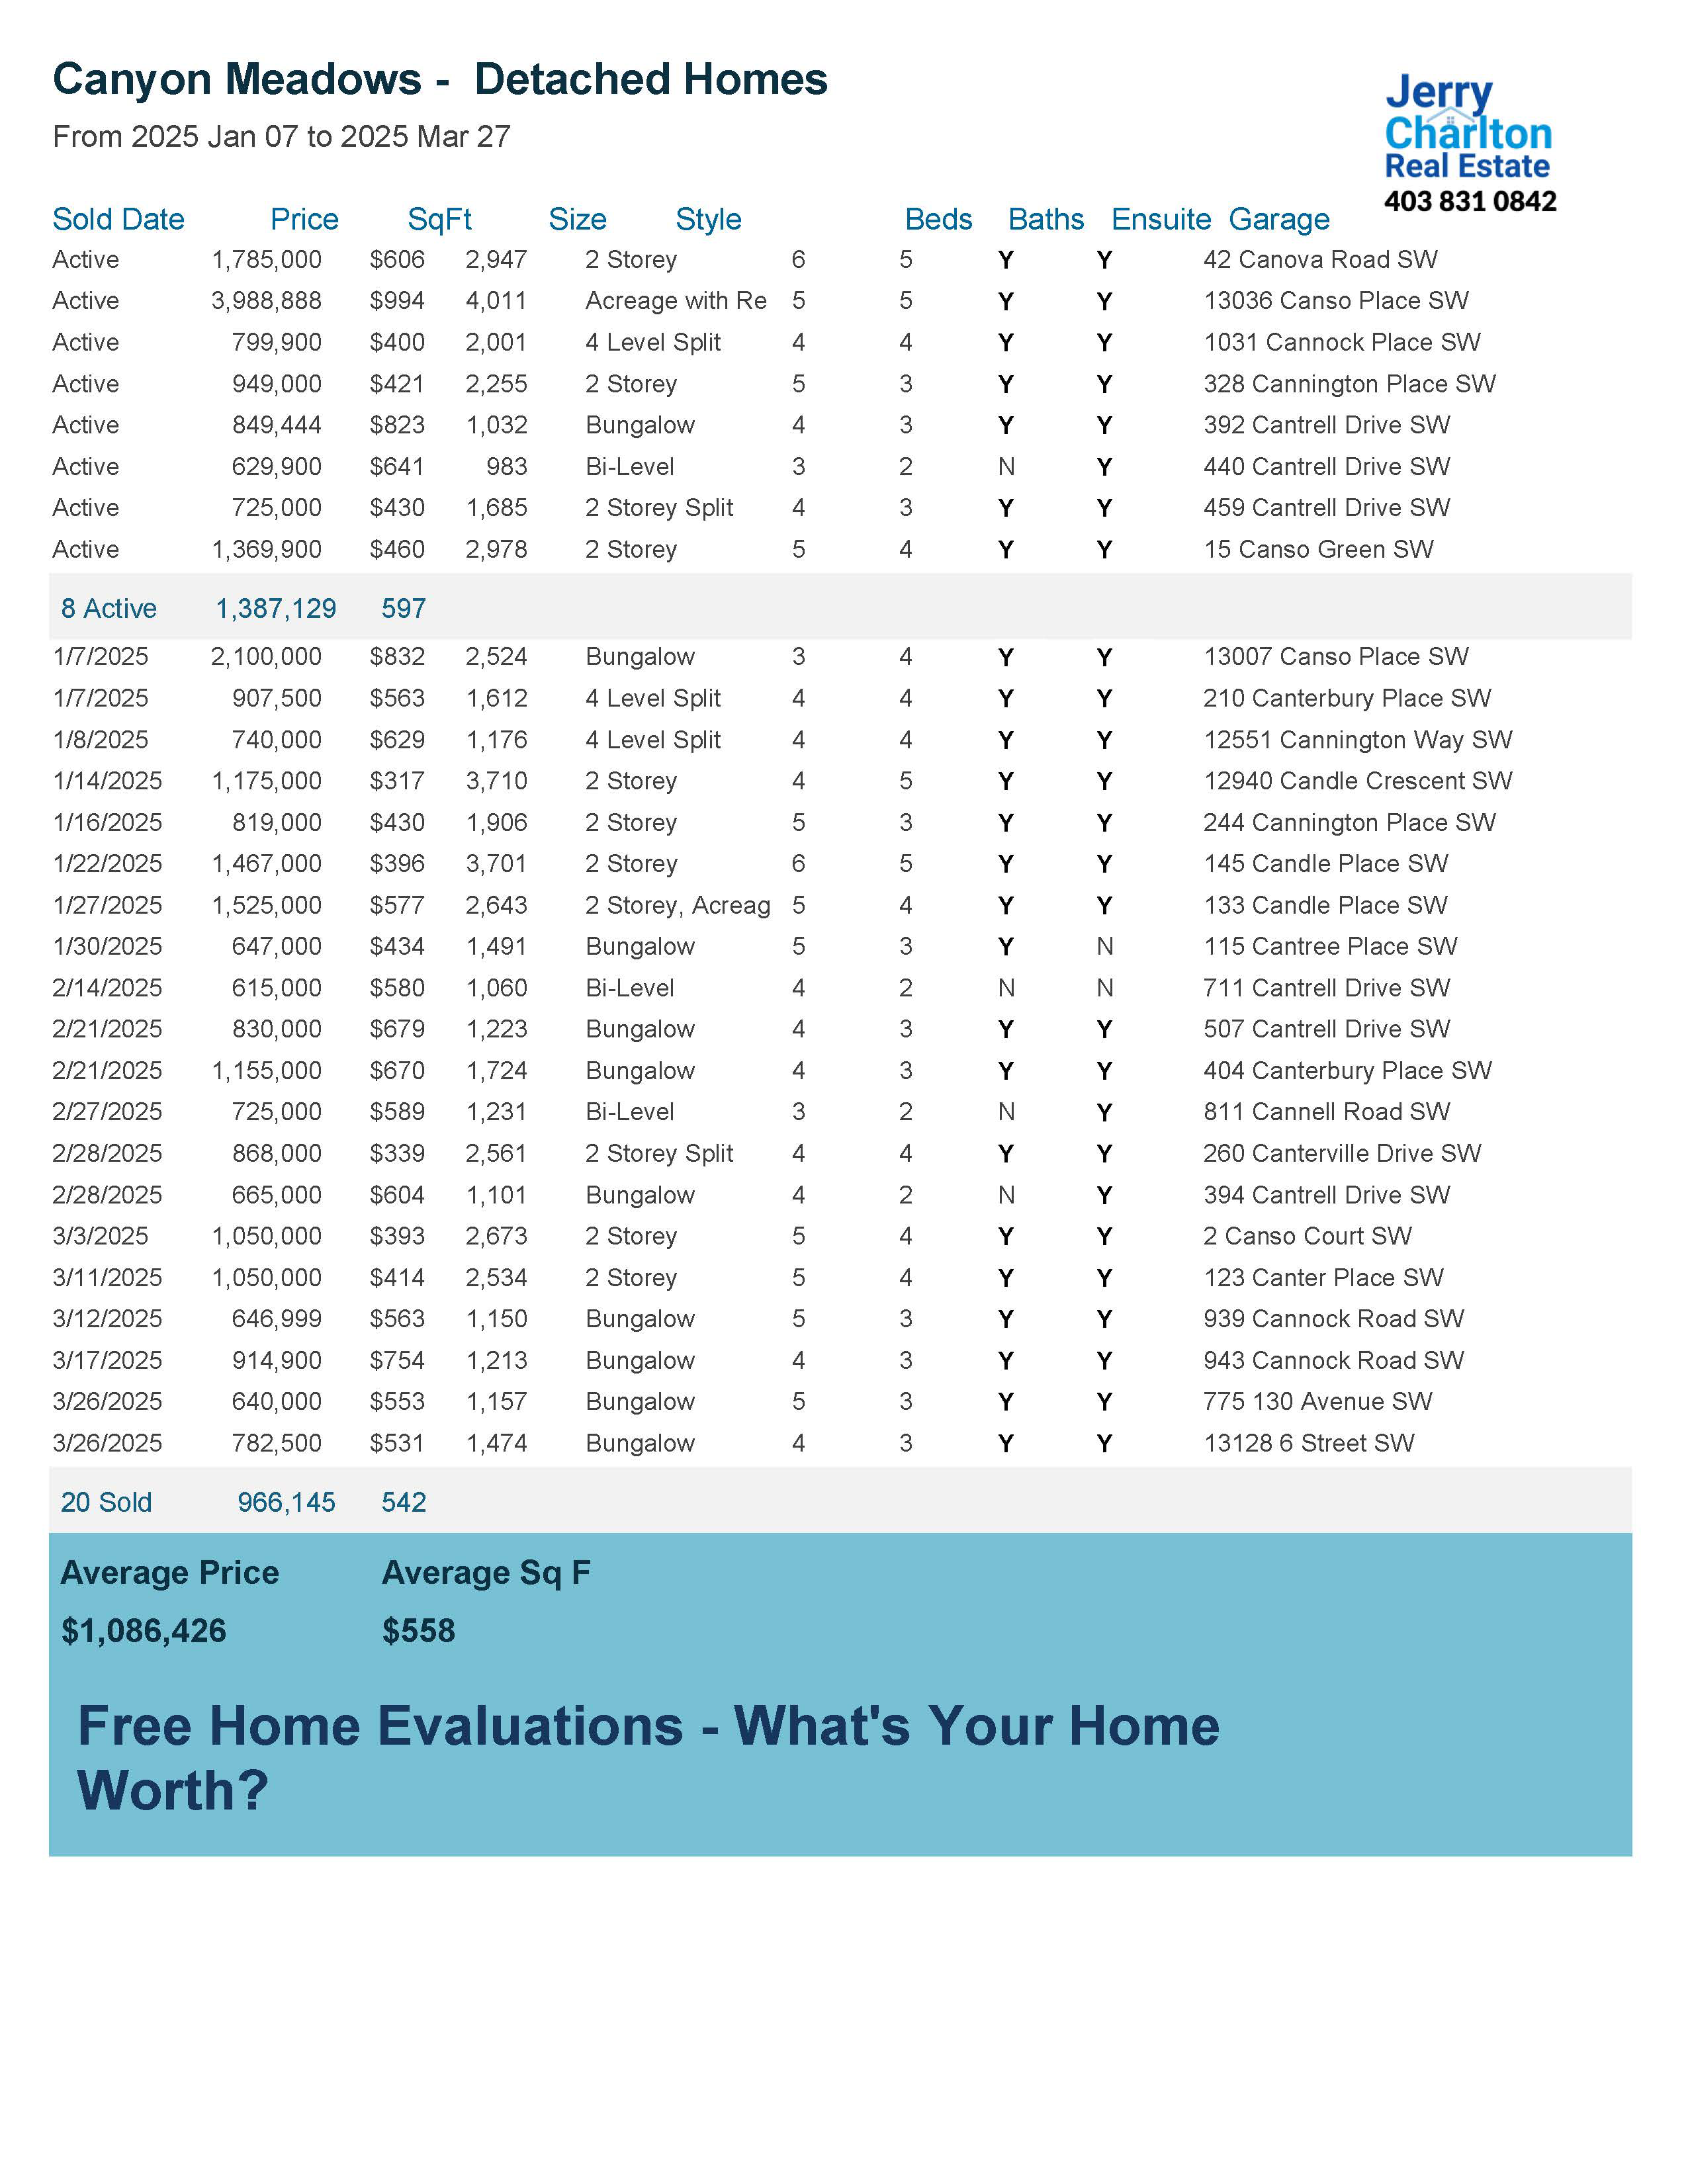 Canyon Meadows - Detached Homes
From 2025 Jan 07 to 2025 Mar 27
Jerry
Charlton
Real Estate
403 831 0842
Sold Date Price SqFt Size Style Beds Baths Ensuite Garage
Active 1,785,000 $606 2,947 2 Storey 6 5 Y Y 42 Canova Road SW
Active 3,988,888 $994 4,011 Acreage with Re 5 5 Y Y 13036 Canso Place SW
Active 799,900 $400 2,001 4 Level Split 4 4 Y Y 1031 Cannock Place SW
Active 949,000 $421 2,255 2 Storey 5 3 Y Y 328 Cannington Place SW
Active 849,444 $823 1,032 Bungalow 4 3 Y Y 392 Cantrell Drive SW
Active 629,900 $641 983 Bi-Level 3 2 N Y 440 Cantrell Drive SW
Active 725,000 $430 1,685 2 Storey Split 4 3 Y Y 459 Cantrell Drive SW
Active 1,369,900 $460 2,978 2 Storey 5 4 Y Y 15 Canso Green SW
8 Active 1,387,129 597
1/7/2025 2,100,000 $832 2,524 Bungalow 3 4 Y Y 13007 Canso Place SW
1/7/2025 907,500 $563 1,612 4 Level Split 4 4 Y Y 210 Canterbury Place SW
1/8/2025 740,000 $629 1,176 4 Level Split 4 4 Y Y 12551 Cannington Way SW
1/14/2025 1,175,000 $317 3,710 2 Storey 4 5 Y Y 12940 Candle Crescent SW
1/16/2025 819,000 $430 1,906 2 Storey 5 3 Y Y 244 Cannington Place SW
1/22/2025 1,467,000 $396 3,701 2 Storey 6 5 Y Y 145 Candle Place SW
1/27/2025 1,525,000 $577 2,643 2 Storey, Acreag 5 4 Y Y 133 Candle Place SW
1/30/2025 647,000 $434 1,491 Bungalow 5 3 Y N 115 Cantree Place SW
2/14/2025 615,000 $580 1,060 Bi-Level 4 2 N N 711 Cantrell Drive SW
2/21/2025 830,000 $679 1,223 Bungalow 4 3 Y Y 507 Cantrell Drive SW
2/21/2025 1,155,000 $670 1,724 Bungalow 4 3 Y Y 404 Canterbury Place SW
2/27/2025 725,000 $589 1,231 Bi-Level 3 2 N Y 811 Cannell Road SW
2/28/2025 868,000 $339 2,561 2 Storey Split 4 4 Y Y 260 Canterville Drive SW
2/28/2025 665,000 $604 1,101 Bungalow 4 2 N Y 394 Cantrell Drive SW
3/3/2025 1,050,000 $393 2,673 2 Storey 5 4 Y Y 2 Canso Court SW
3/11/2025 1,050,000 $414 2,534 2 Storey 5 4 Y Y 123 Canter Place SW
3/12/2025 646,999 $563 1,150 Bungalow 5 3 Y Y 939 Cannock Road SW
3/17/2025 914,900 $754 1,213 Bungalow 4 3 Y Y 943 Cannock Road SW
3/26/2025 640,000 $553 1,157 Bungalow 5 3 Y Y 775 130 Avenue SW
3/26/2025 782,500 $531 1,474 Bungalow 4 3 Y Y 13128 6 Street SW
20 Sold 966,145 542
Average Price Average Sq F
$1,086,426 $558
Free Home Evaluations - What's Your Home
Worth?